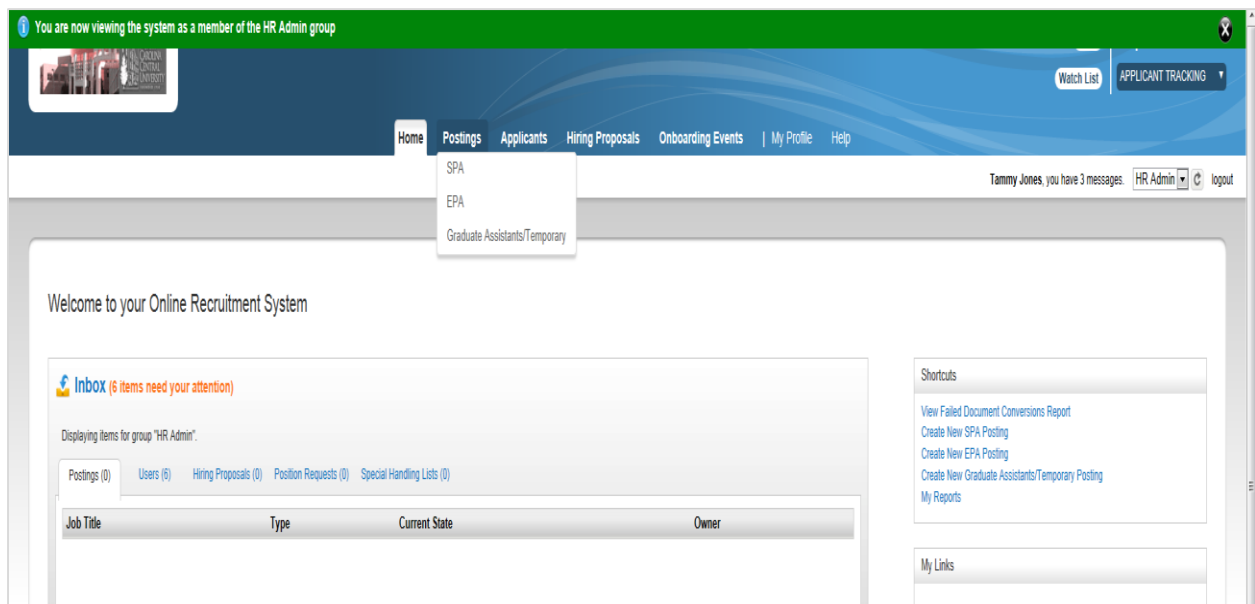 You are now viewing the system as a member of the HR Admin group
CAROLINA
CENTRAL
UNIVERSITY
Watch List
APPLICANT TRACKING
Home Postings Applicants Hiring Proposals Onboarding Events | My Profile Help
SPA
EPA
Graduate Assistants/Temporary
Tammy Jones, you have 3 messages. HR Admin logout
Welcome to your Online Recruitment System
Inbox (6 items need your attention)
Displaying items for group "HR Admin".
Postings (0) Users (6) Hiring Proposals (0) Position Requests (0) Special Handling Lists (0)
Job Title Type Current State Owner
Shortcuts
View Failed Document Conversions Report
Create New SPA Posting
Create New EPA Posting
Create New Graduate Assistants/Temporary Posting
My Reports
My Links